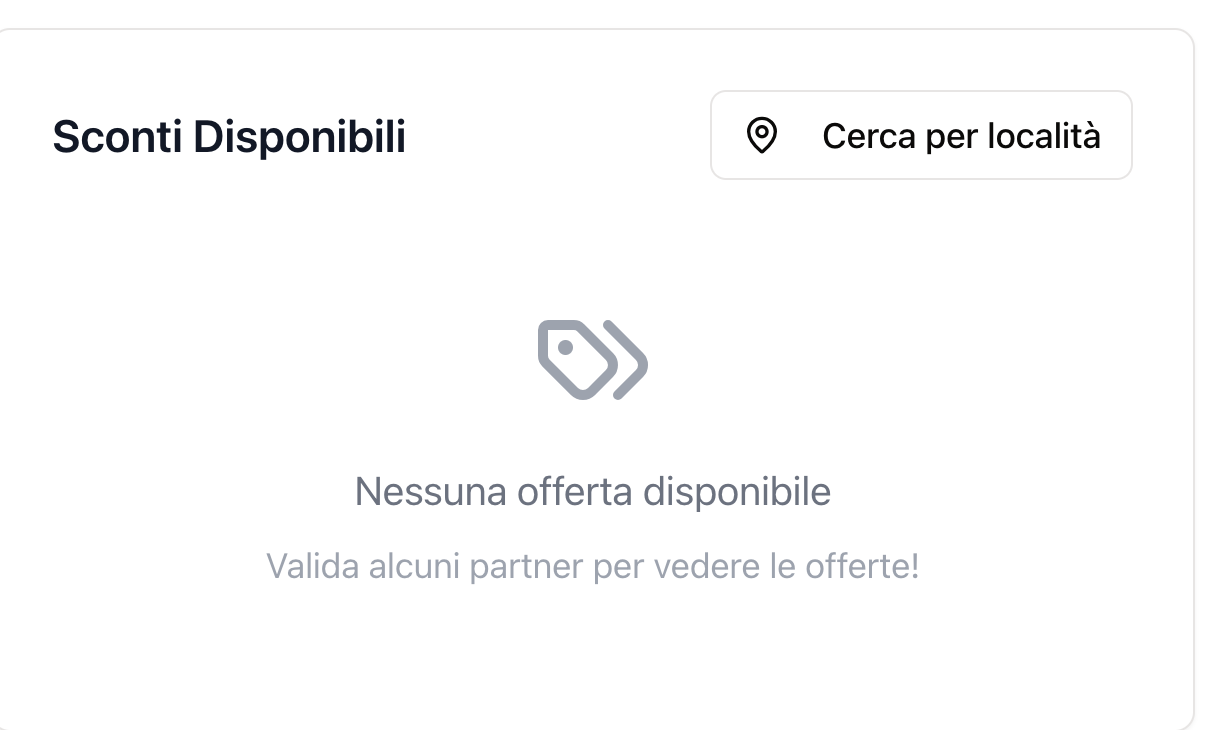 Sconti Disponibili
Cerca per località
Nessuna offerta disponibile
Valida alcuni partner per vedere le offerte!